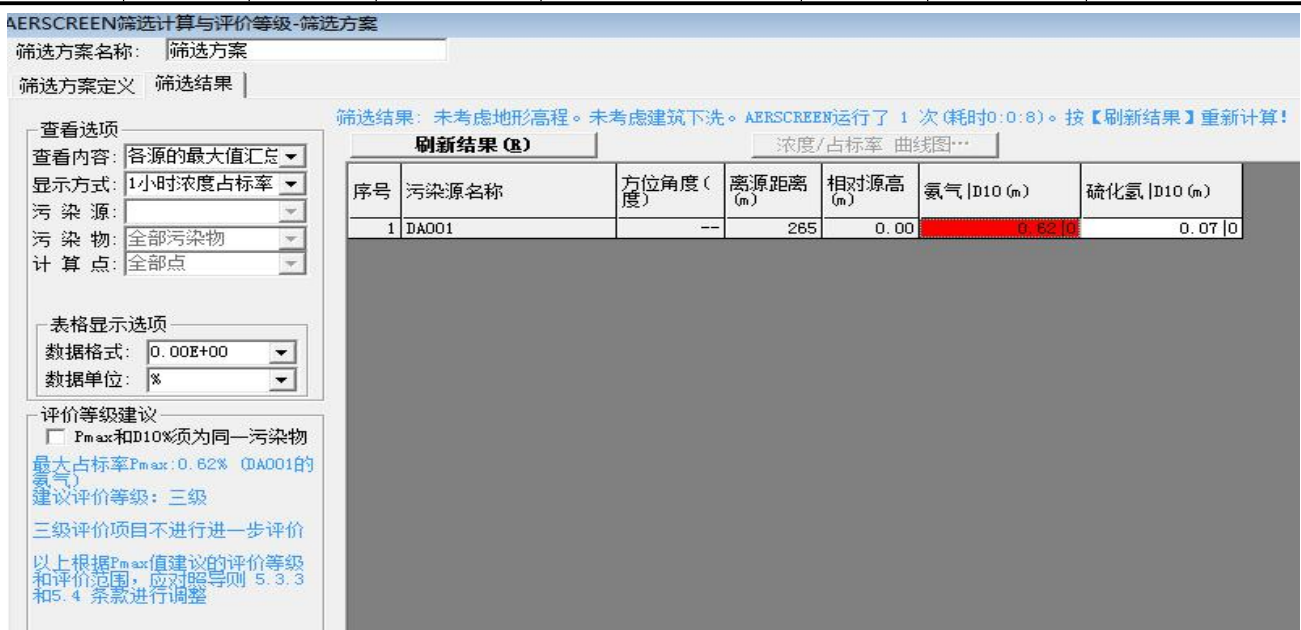 AERSCREEN筛选计算与评价等级-筛选方案
筛选方案名称: 筛选方案
筛选方案定义 筛选结果
筛选结果: 未考虑地形高程。未考虑建筑下洗。AERSCREEN运行了 1 次(耗时0:0:8)。按【刷新结果】重新计算!
查看选项
查看内容: 各源的最大值汇总
显示方式: 1小时浓度占标率
污 染 源:
污 染 物: 全部污染物
计 算 点: 全部点
表格显示选项
数据格式: 0.00E+00
数据单位: %
评价等级建议
Pmax和D10%须为同一污染物
最大占标率Pmax:0.62% (DA001的
氨气)
建议评价等级: 三级
三级评价项目不进行进一步评价
以上根据Pmax值建议的评价等级
和评价范围,应对照导则 5.3.3
和5.4 条款进行调整
刷新结果(R) 浓度/占标率 曲线图…
序号 污染源名称 方位角度(度) 离源距离(m) 相对源高(m) 氨气|D10(m) 硫化氢|D10(m)
1 DA001 -- 265 0.00 0.62|0 0.07|0